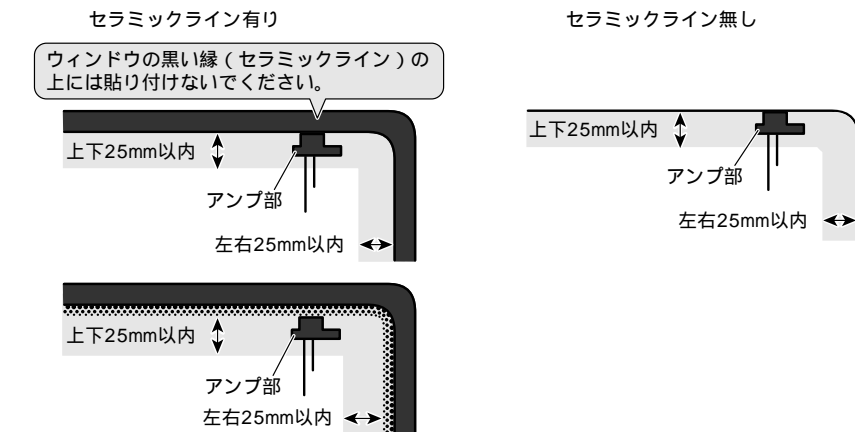 セラミックライン有り
ウィンドウの黒い縁（セラミックライン）の
上には貼り付けないでください。
上下25mm以内
アンプ部
左右25mm以内
上下25mm以内
アンプ部
左右25mm以内
セラミックライン無し
上下25mm以内
アンプ部
左右25mm以内